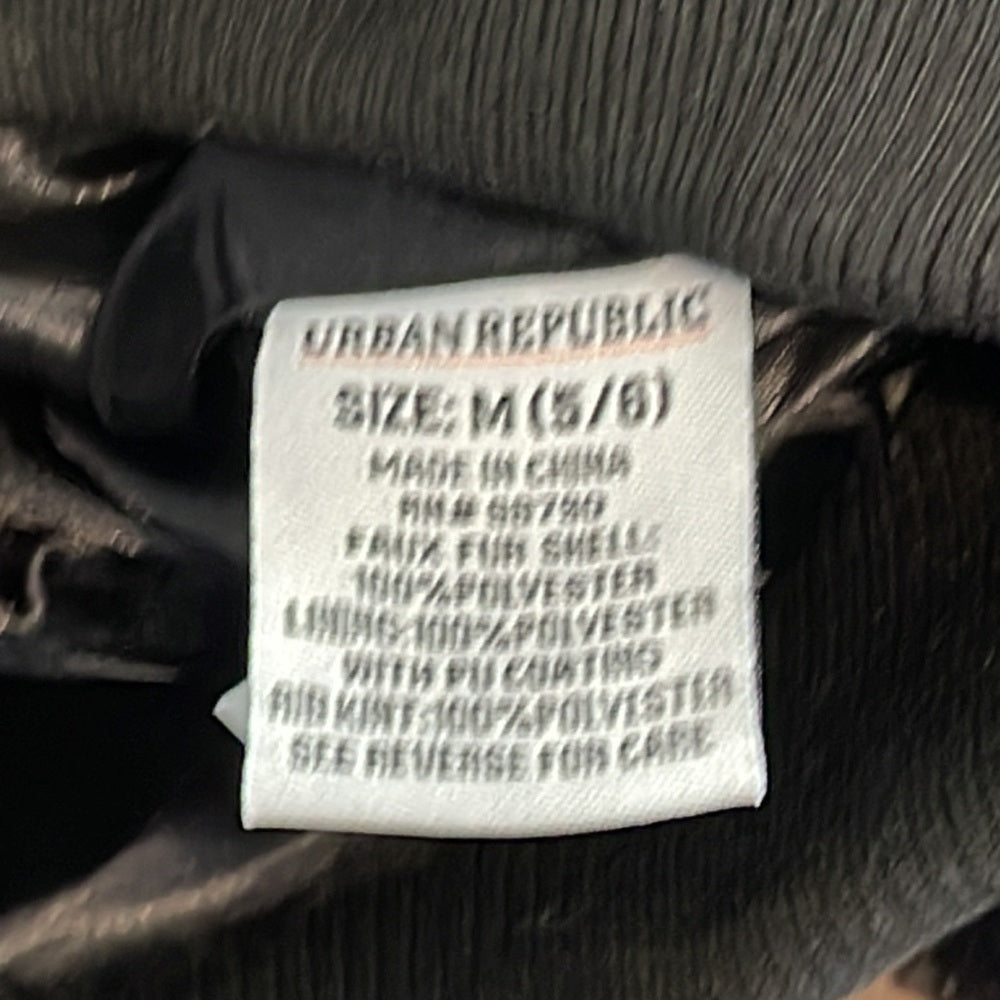 URBAN REPUBLIC
SIZE: M (5/6)
MADE IN CHINA
FAUX FUR SHELL:
100%POLYESTER
LINING:100%POLYESTER
WITH PU COATING
RIB KINT:100%POLYESTER
SEE REVERSE FOR CARE